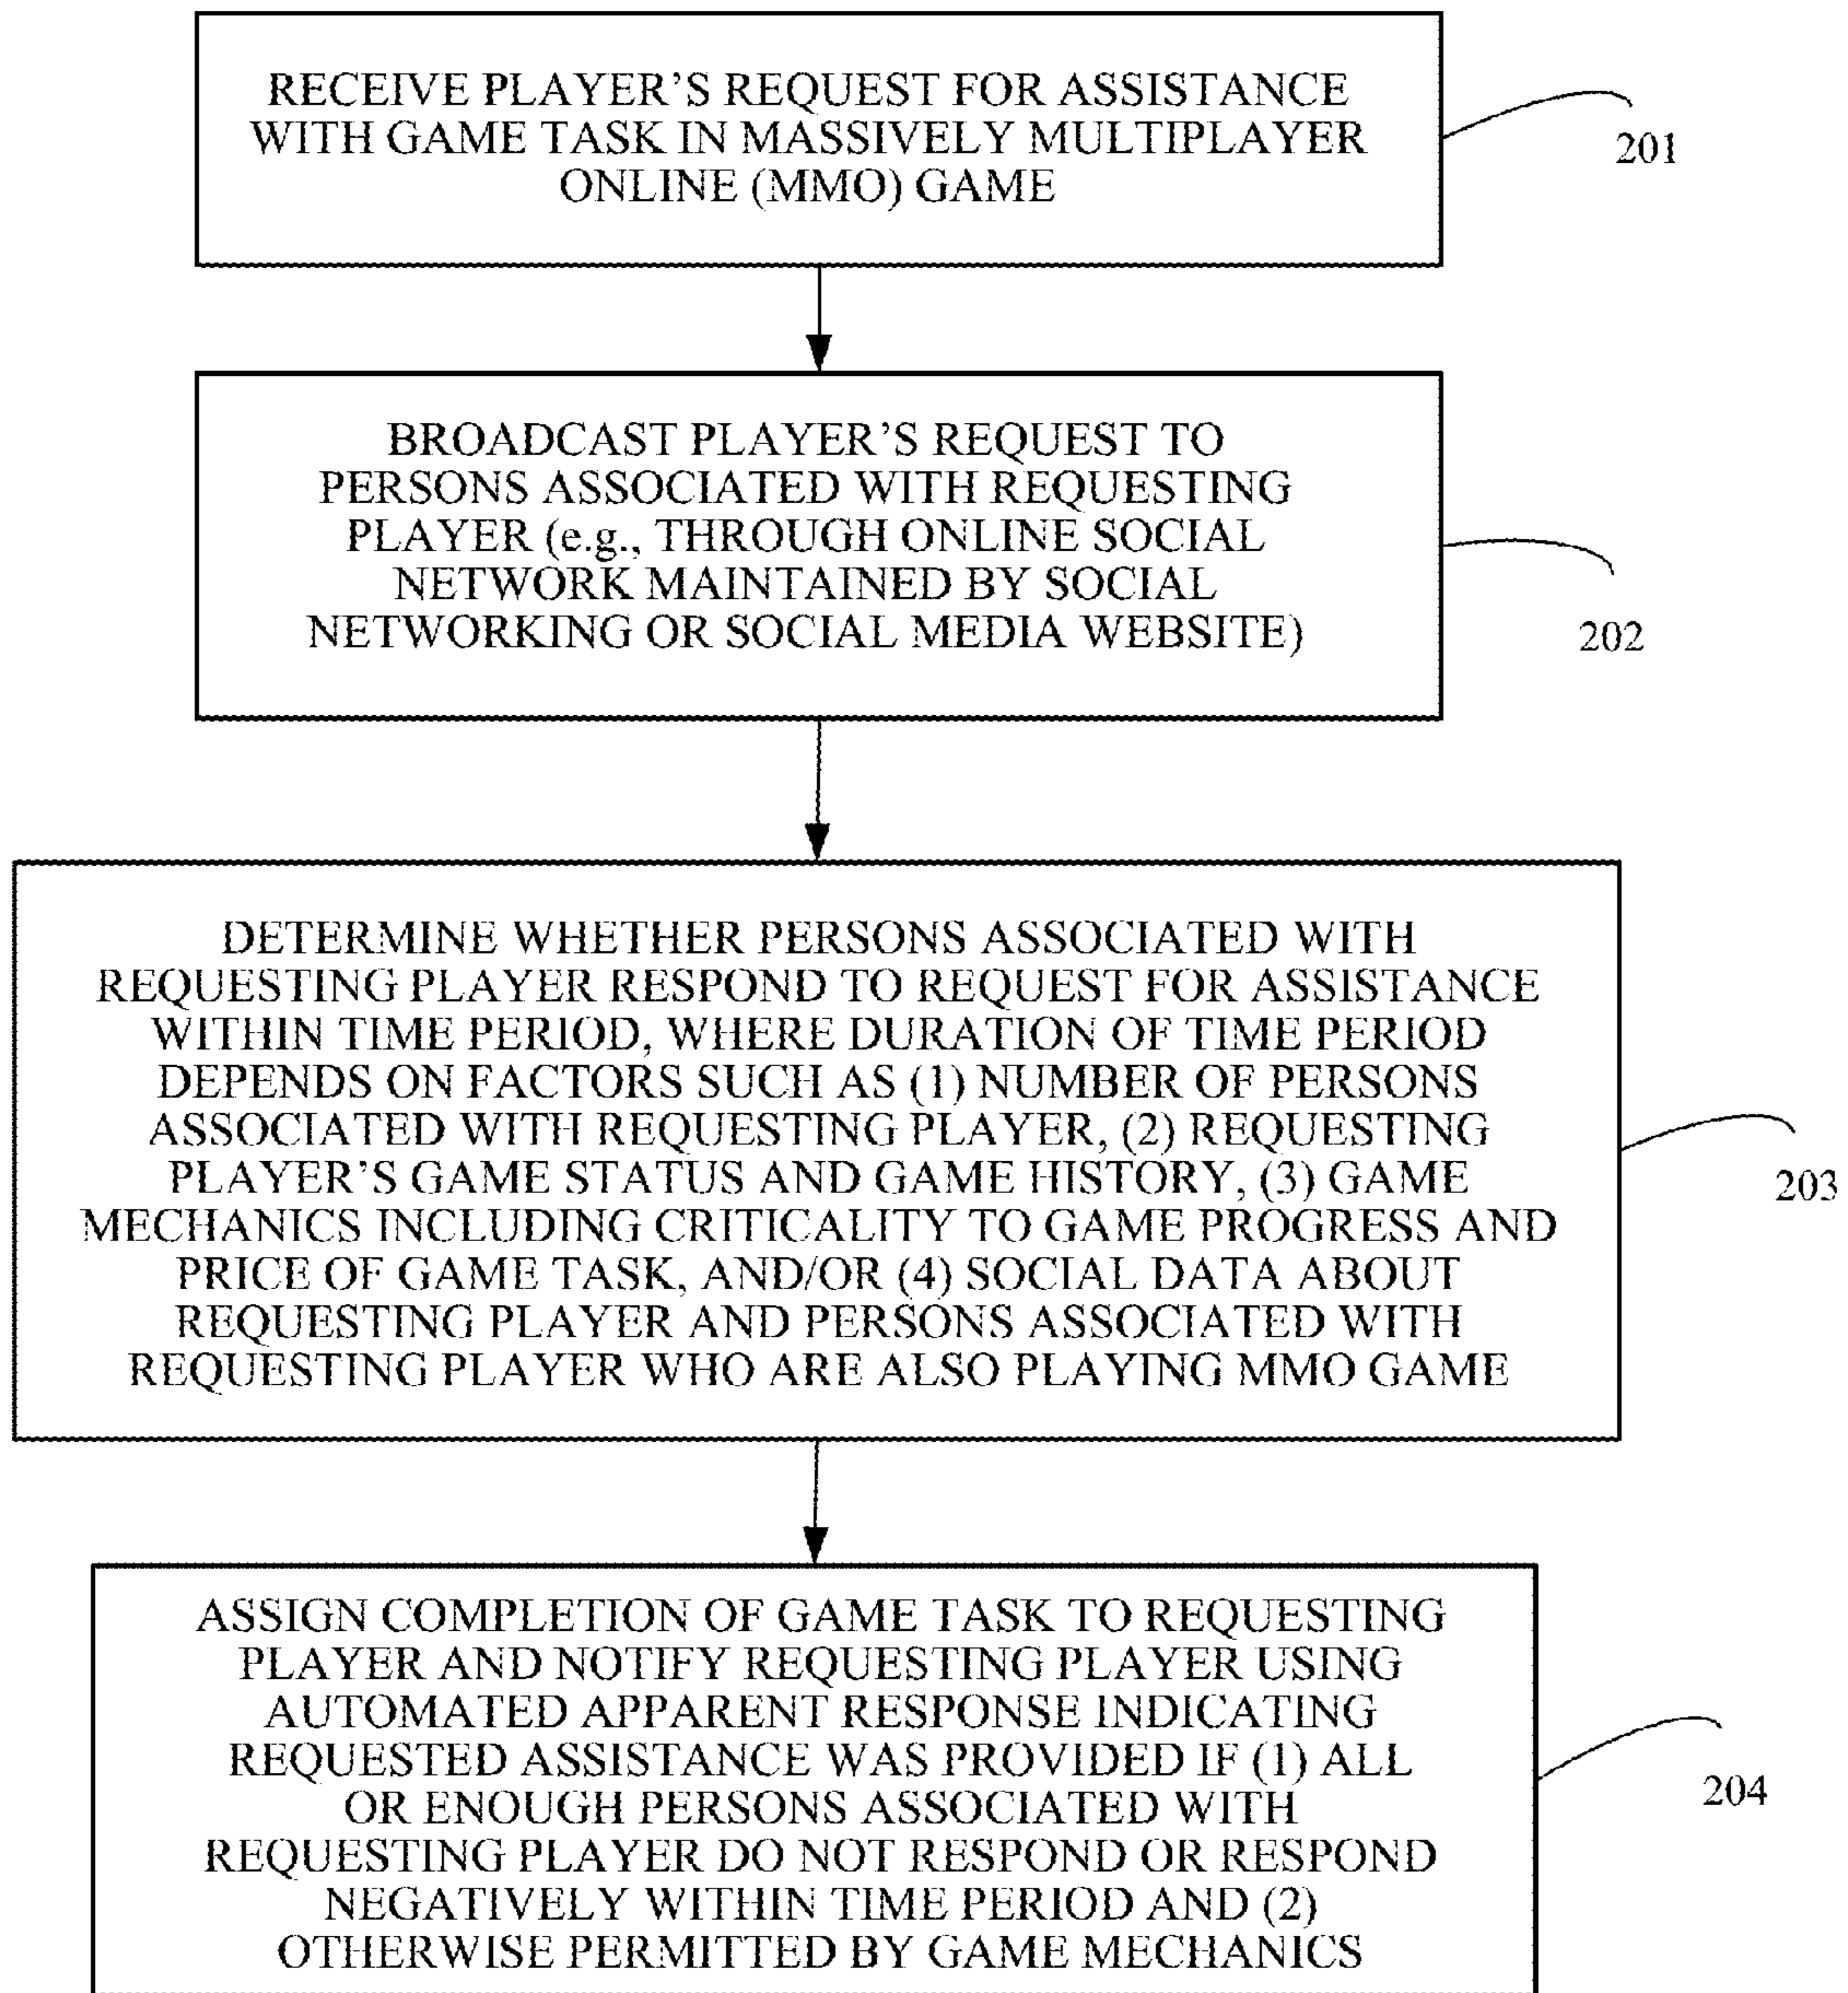 RECEIVE PLAYER’S REQUEST FOR ASSISTANCE
WITH GAME TASK IN MASSIVELY MULTIPLAYER
ONLINE (MMO) GAME
201
BROADCAST PLAYER’S REQUEST TO
PERSONS ASSOCIATED WITH REQUESTING
PLAYER (e.g., THROUGH ONLINE SOCIAL
NETWORK MAINTAINED BY SOCIAL
NETWORKING OR SOCIAL MEDIA WEBSITE)
202
DETERMINE WHETHER PERSONS ASSOCIATED WITH
REQUESTING PLAYER RESPOND TO REQUEST FOR ASSISTANCE
WITHIN TIME PERIOD, WHERE DURATION OF TIME PERIOD
DEPENDS ON FACTORS SUCH AS (1) NUMBER OF PERSONS
ASSOCIATED WITH REQUESTING PLAYER, (2) REQUESTING
PLAYER’S GAME STATUS AND GAME HISTORY, (3) GAME
MECHANICS INCLUDING CRITICALITY TO GAME PROGRESS AND
PRICE OF GAME TASK, AND/OR (4) SOCIAL DATA ABOUT
REQUESTING PLAYER AND PERSONS ASSOCIATED WITH
REQUESTING PLAYER WHO ARE ALSO PLAYING MMO GAME
203
ASSIGN COMPLETION OF GAME TASK TO REQUESTING
PLAYER AND NOTIFY REQUESTING PLAYER USING
AUTOMATED APPARENT RESPONSE INDICATING
REQUESTED ASSISTANCE WAS PROVIDED IF (1) ALL
OR ENOUGH PERSONS ASSOCIATED WITH
REQUESTING PLAYER DO NOT RESPOND OR RESPOND
NEGATIVELY WITHIN TIME PERIOD AND (2)
OTHERWISE PERMITTED BY GAME MECHANICS
204